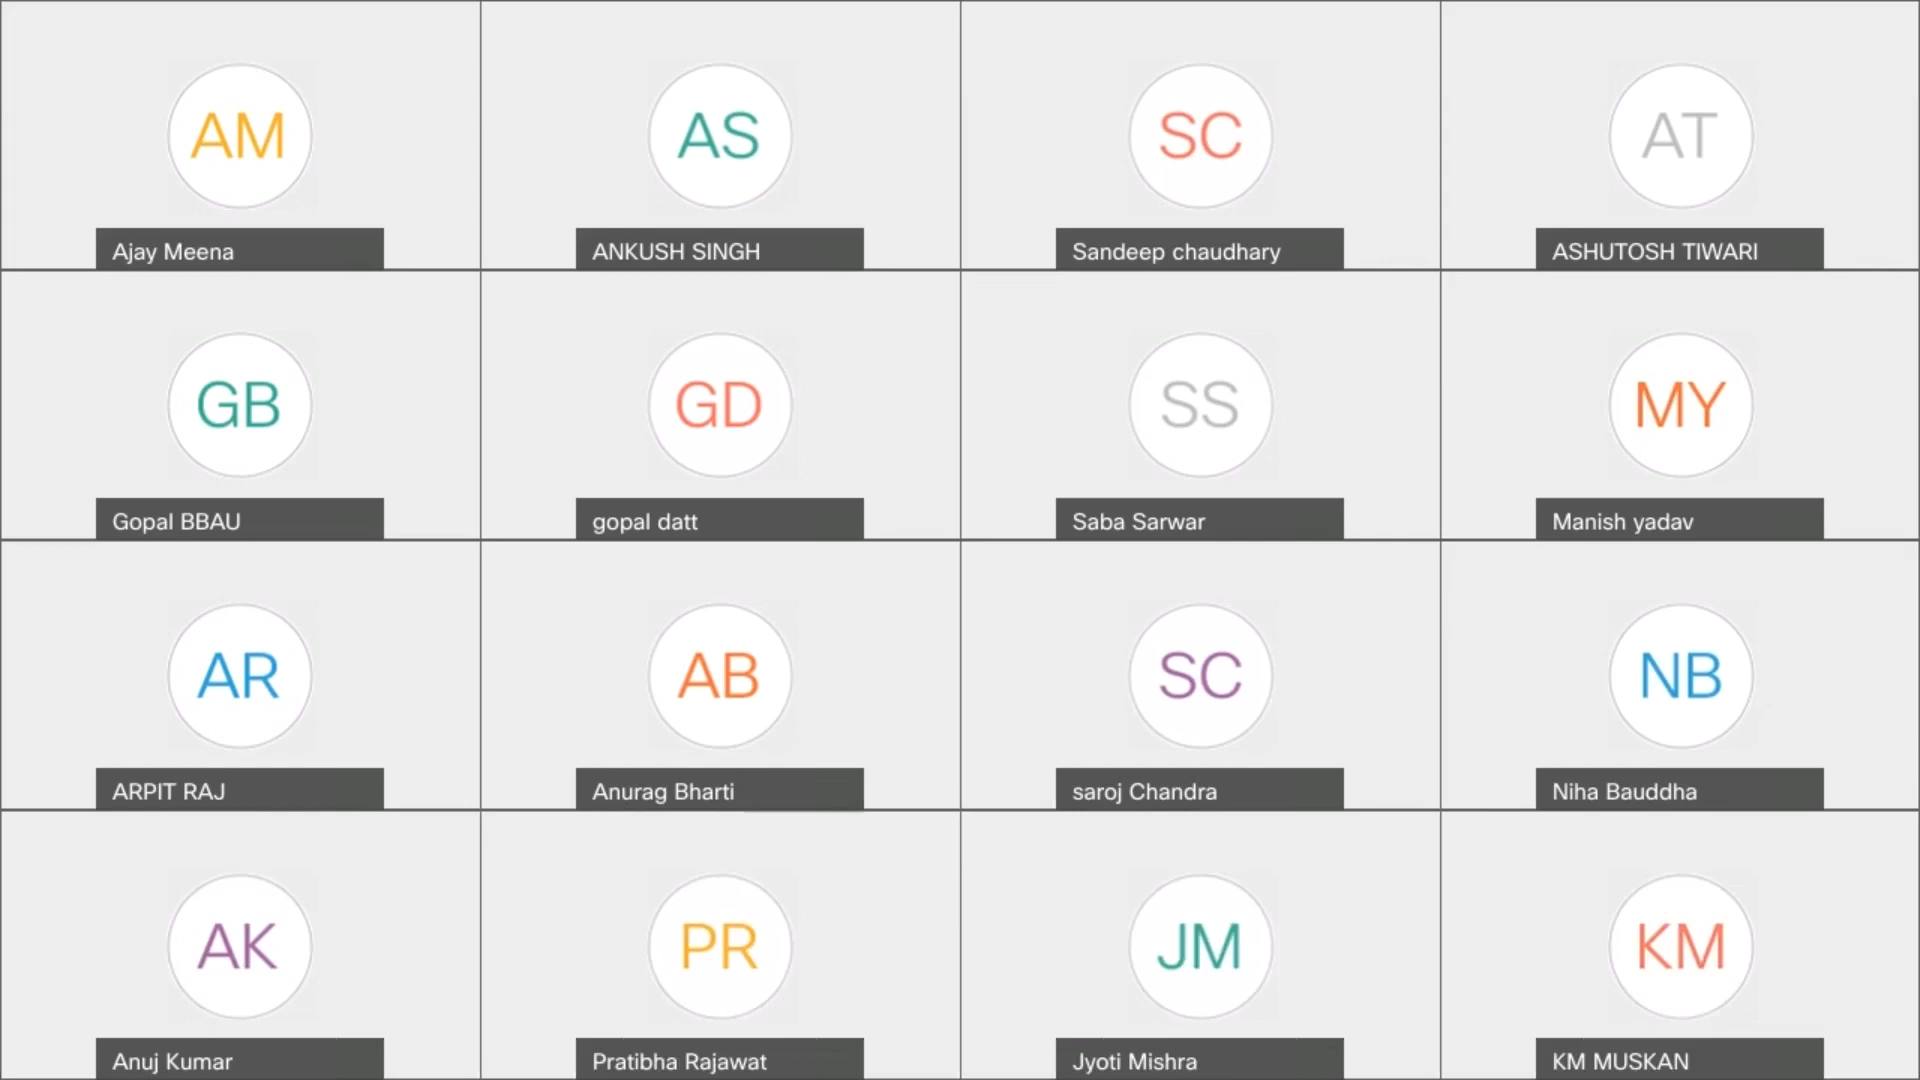 AM
AS
SC
AT
Ajay Meena
ANKUSH SINGH
Sandeep chaudhary
ASHUTOSH TIWARI
GB
GD
SS
MY
Gopal BBAU
gopal datt
Saba Sarwar
Manish yadav
AR
AB
SC
NB
ARPIT RAJ
Anurag Bharti
saroj Chandra
Niha Bauddha
AK
PR
JM
KM
Anuj Kumar
Pratibha Rajawat
Jyoti Mishra
KM MUSKAN